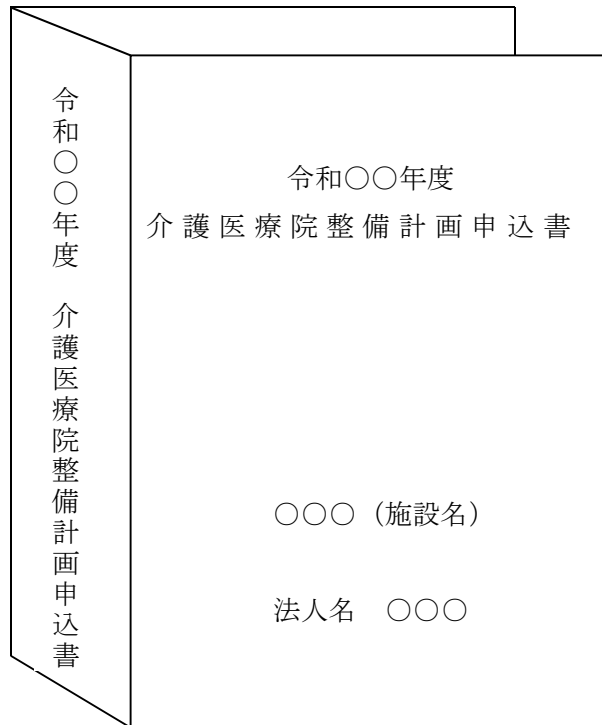 令和〇〇年度　介護医療院整備計画申込書
令和〇〇年度
介護医療院整備計画申込書
〇〇〇（施設名）
法人名　〇〇〇